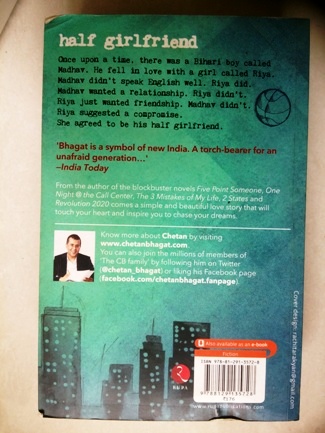 half girlfriend
Once upon a time, there was a Bihari boy called
Madhav. He fell in love with a girl called Riya.
Madhav didn't speak English well. Riya did.
Madhav wanted a relationship. Riya didn't.
Riya just wanted friendship. Madhav didn't.
Riya suggested a compromise.
She agreed to be his half girlfriend.
'Bhagat is a symbol of new India. A torch-bearer for an
unafraid generation...'
—India Today
From the author of the blockbuster novels Five Point Someone, One
Night @ the Call Center, The 3 Mistakes of My Life, 2 States and
Revolution 2020 comes a simple and beautiful love story that will
touch your heart and inspire you to chase your dreams.
Know more about Chetan by visiting
www.chetanbhagat.com.
You can also join the millions of members of
'The CB family' by following him on Twitter
(@chetan_bhagat) or liking his Facebook page
(facebook.com/chetanbhagat.fanpage)
Cover design:
Also available as an e-book
Fiction
ISBN 978-81-291-3572-8
9788129135728
RUPA